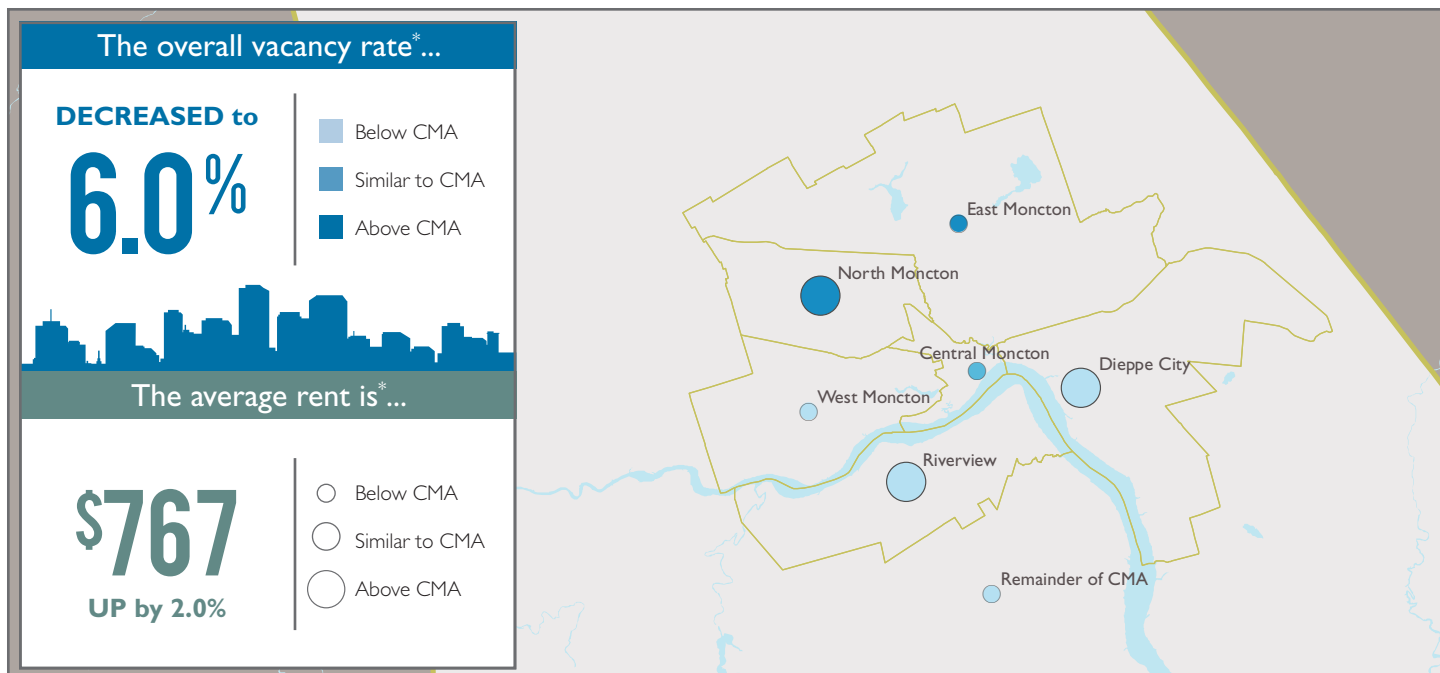 The overall vacancy rate*...
DECREASED to
6.0%
Below CMA
Similar to CMA
Above CMA
The average rent is*...
$767
UP by 2.0%
Below CMA
Similar to CMA
Above CMA
East Moncton
North Moncton
Central Moncton
Dieppe City
West Moncton
Riverview
Remainder of CMA